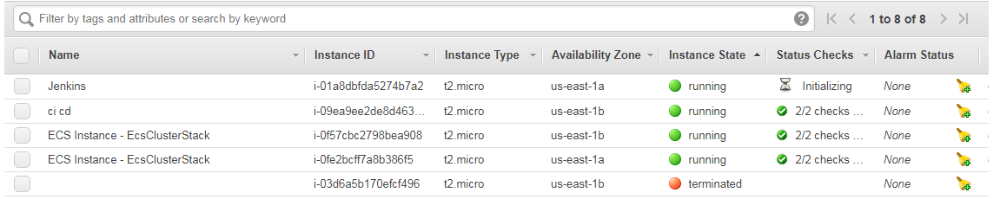 Filter by tags and attributes or search by keyword ? 1 to 8 of 8
Name Instance ID Instance Type Availability Zone Instance State Status Checks Alarm Status
Jenkins i-01a8dbfda5274b7a2 t2.micro us-east-1a running Initializing None
ci cd i-09ea9ee2de8d463... t2.micro us-east-1b running 2/2 checks ... None
ECS Instance - EcsClusterStack i-0f57cbc2798bea908 t2.micro us-east-1b running 2/2 checks ... None
ECS Instance - EcsClusterStack i-0fe2bcff7a8b386f5 t2.micro us-east-1a running 2/2 checks ... None
i-03d6a5b170efcf496 t2.micro us-east-1b terminated None